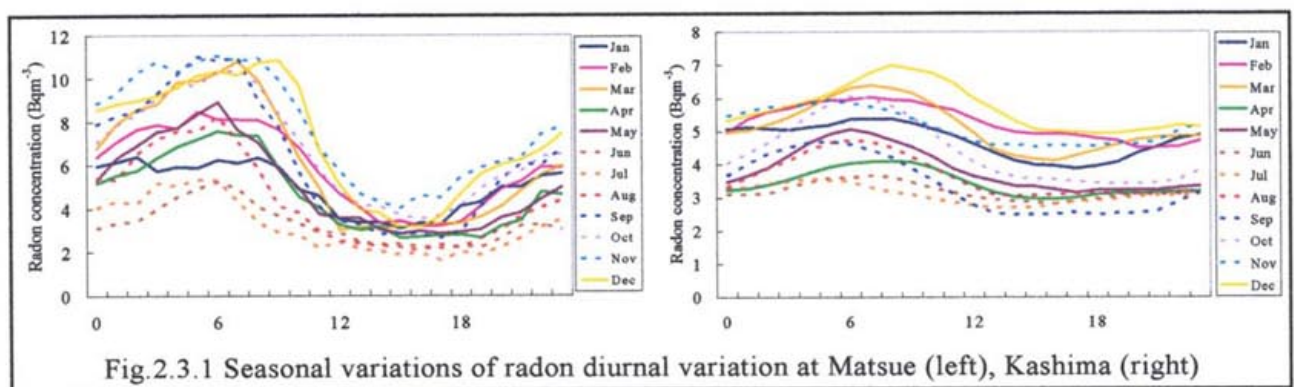 Radon concentration (Bqm⁻³)
12
10
8
6
4
2
0
0
6
12
18
Jan
Feb
Mar
Apr
May
Jun
Jul
Aug
Sep
Oct
Nov
Dec
Radon concentration (Bqm⁻³)
8
7
6
5
4
3
2
1
0
0
6
12
18
Jan
Feb
Mar
Apr
May
Jun
Jul
Aug
Sep
Oct
Nov
Dec
Fig.2.3.1 Seasonal variations of radon diurnal variation at Matsue (left), Kashima (right)